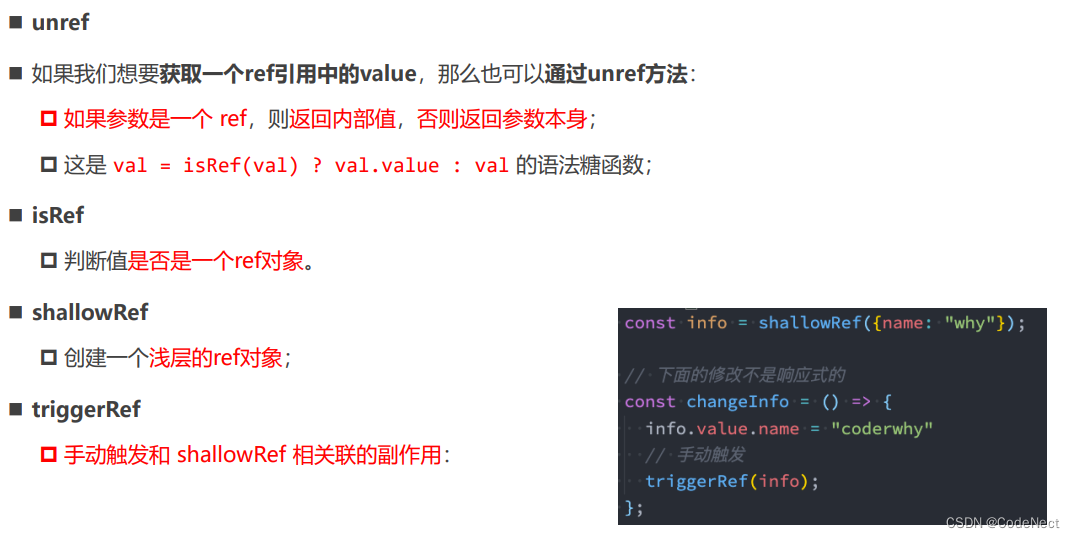 unref
如果我们想要获取一个ref引用中的value，那么也可以通过unref方法：
如果参数是一个 ref，则返回内部值，否则返回参数本身；
这是 val = isRef(val) ? val.value : val 的语法糖函数；
isRef
判断值是否是一个ref对象。
shallowRef
创建一个浅层的ref对象；
triggerRef
手动触发和 shallowRef 相关联的副作用：
const info = shallowRef({name: "why"});
// 下面的修改不是响应式的
const changeInfo = () => {
info.value.name = "coderwhy"
// 手动触发
triggerRef(info);
};
CSDN @CodeNect